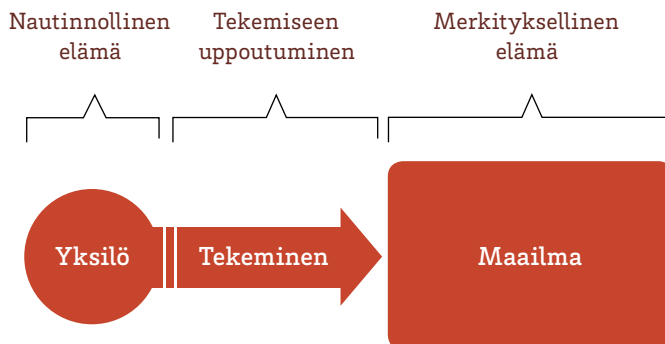 Nautinnollinen
elämä
Tekemiseen
uppoutuminen
Merkityksellinen
elämä
Yksilö
Tekeminen
Maailma